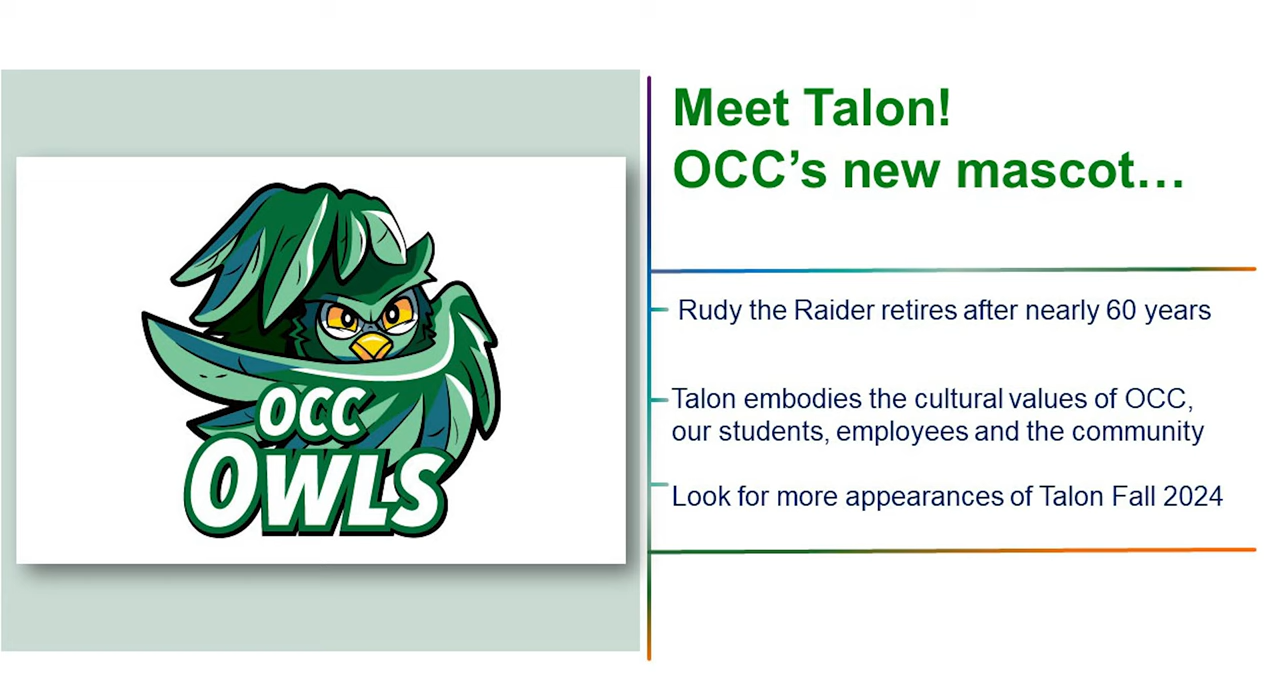 OCC
OWLS
Meet Talon!
OCC’s new mascot…
Rudy the Raider retires after nearly 60 years
Talon embodies the cultural values of OCC,
our students, employees and the community
Look for more appearances of Talon Fall 2024